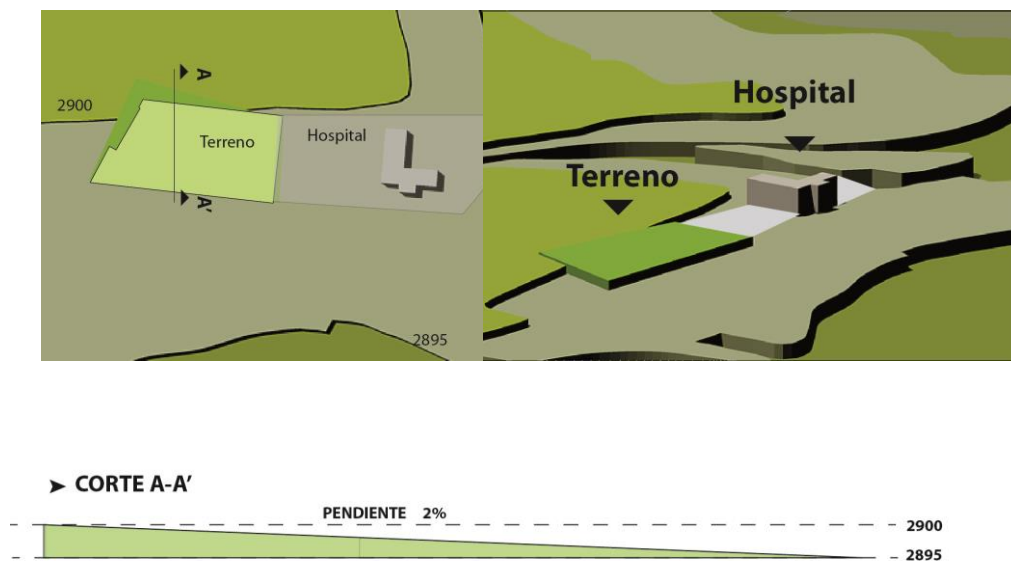 A
2900
Terreno
Hospital
A'
2895
Hospital
Terreno
CORTE A-A'
PENDIENTE 2%
2900
2895